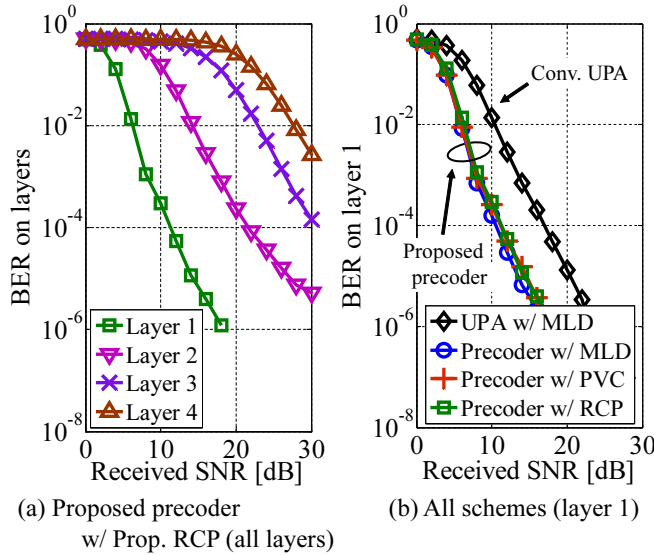 BER on layers
10^0
10^-2
10^-4
10^-6
10^-8
Layer 1
Layer 2
Layer 3
Layer 4
0 10 20 30
Received SNR [dB]
(a) Proposed precoder
w/ Prop. RCP (all layers)
BER on layer 1
10^0
10^-2
10^-4
10^-6
10^-8
Conv. UPA
Proposed
precoder
UPA w/ MLD
Precoder w/ MLD
Precoder w/ PVC
Precoder w/ RCP
0 10 20 30
Received SNR [dB]
(b) All schemes (layer 1)